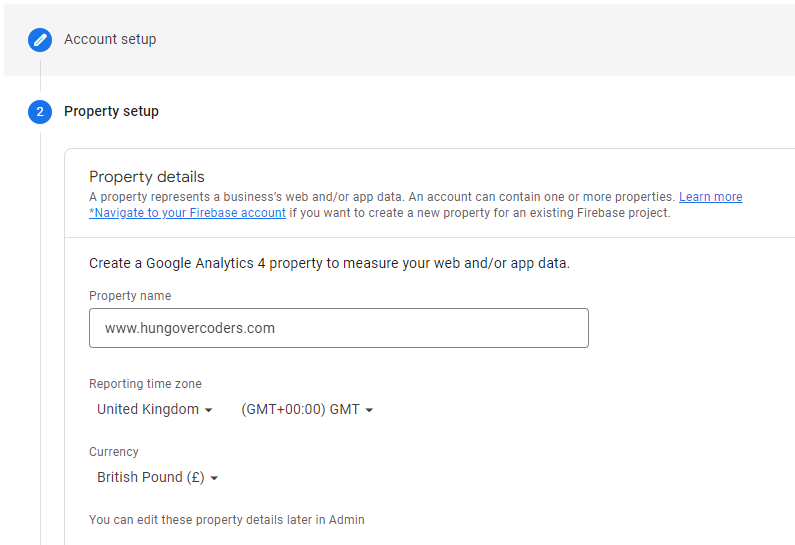 Account setup
2 Property setup
Property details
A property represents a business's web and/or app data. An account can contain one or more properties. Learn more
*Navigate to your Firebase account if you want to create a new property for an existing Firebase project.
Create a Google Analytics 4 property to measure your web and/or app data.
Property name
www.hungovercoders.com
Reporting time zone
United Kingdom (GMT+00:00) GMT
Currency
British Pound (£)
You can edit these property details later in Admin